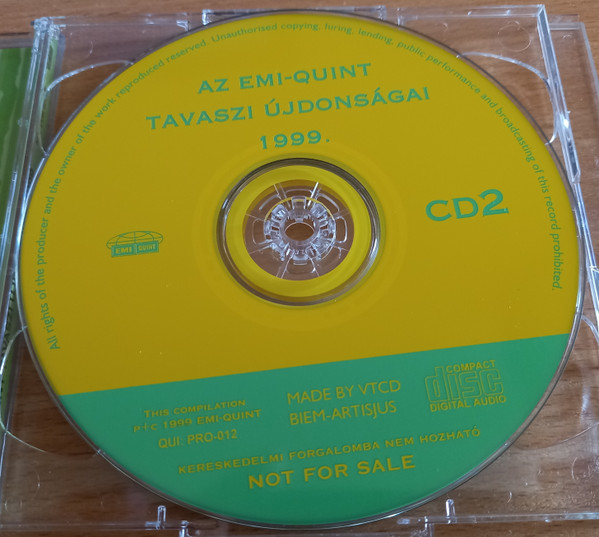 All rights of the producer and the owner of the work reproduced reserved. Unauthorised copying, hiring, lending, public performance and broadcasting of this record prohibited.
AZ EMI-QUINT
TAVASZI ÚJDONSÁGAI
1999.
CD2
EMI QUINT
THIS COMPILATION
P + C 1999 EMI-QUINT
QUI: PRO-012
MADE BY VTCD
BIEM-ARTISJUS
COMPACT
disc
DIGITAL AUDIO
KERESKEDELMI FORGALOMBA NEM HOZHATÓ
NOT FOR SALE